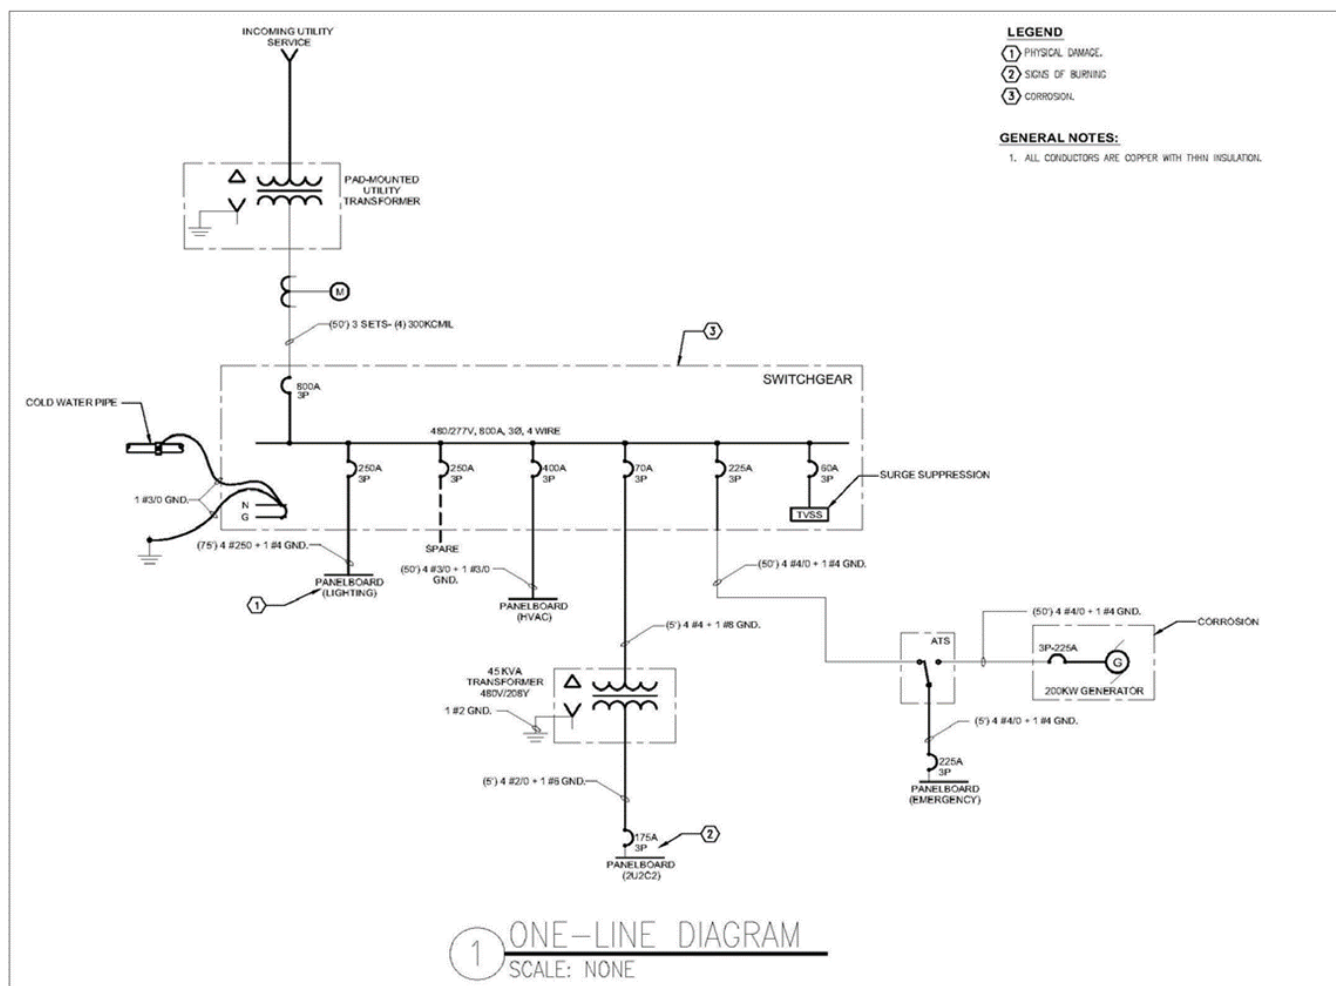 INCOMING UTILITY
SERVICE
LEGEND
1 PHYSICAL DAMAGE.
2 SIGNS OF BURNING
3 CORROSION.
GENERAL NOTES:
1. ALL CONDUCTORS ARE COPPER WITH THHN INSULATION.
PAD-MOUNTED
UTILITY
TRANSFORMER
M
(50') 3 SETS- (4) 300KCMIL
3
SWITCHGEAR
800A
3P
COLD WATER PIPE
480/277V, 800A, 3Ø, 4 WIRE
250A
3P
250A
3P
400A
3P
70A
3P
225A
3P
60A
3P
SURGE SUPPRESSION
TVSS
1 #3/0 GND.
N
G
(75') 4 #250 + 1 #4 GND.
SPARE
(50') 4 #3/0 + 1 #3/0
GND.
(50') 4 #4/0 + 1 #4 GND.
PANELBOARD
(LIGHTING)
1
PANELBOARD
(HVAC)
(5') 4 #4 + 1 #8 GND.
(50') 4 #4/0 + 1 #4 GND.
CORROSION
ATS
3P-225A
G
200KW GENERATOR
45 KVA
TRANSFORMER
480V/208Y
1 #2 GND.
(5') 4 #4/0 + 1 #4 GND.
(5') 4 #2/0 + 1 #6 GND.
225A
3P
PANELBOARD
(EMERGENCY)
175A
3P
2
PANELBOARD
(2U2C2)
1
ONE-LINE DIAGRAM
SCALE: NONE